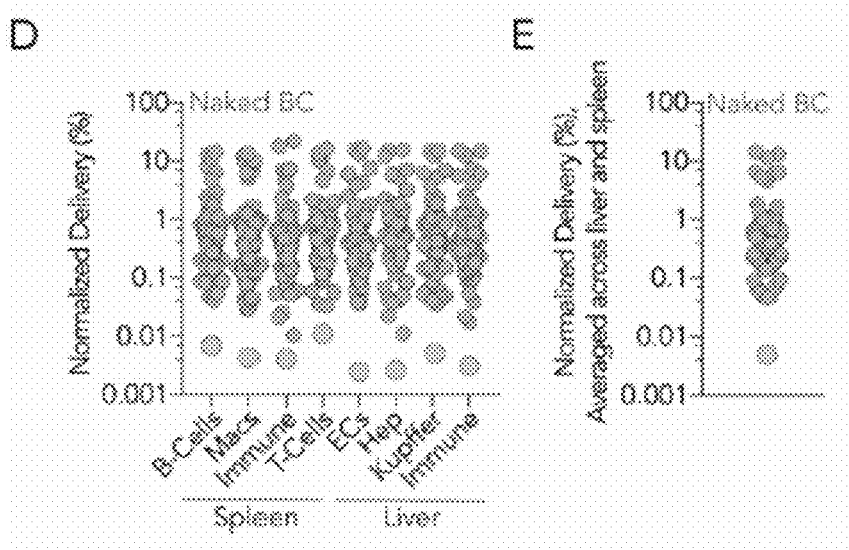 D
Normalized Delivery (%)
Naked BC
100
10
1
0.1
0.01
0.001
B-Cells
Macs
Immune
T-Cells
ECs
Hep
Kupffer
Immune
Spleen
Liver
E
Normalized Delivery (%),
Averaged across liver and spleen
Naked BC
100
10
1
0.1
0.01
0.001